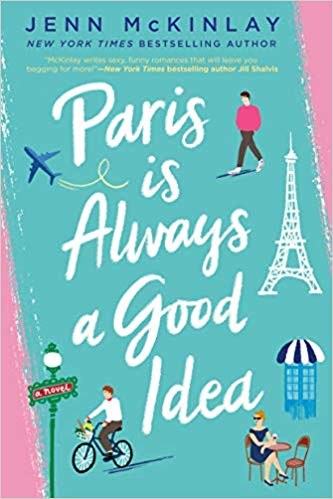 JENN McKINLAY
NEW YORK TIMES BESTSELLING AUTHOR
"McKinlay writes sexy, funny romances that will leave you
begging for more!"—New York Times bestselling author Jill Shalvis
Paris
is
Always
a Good
Idea
a novel